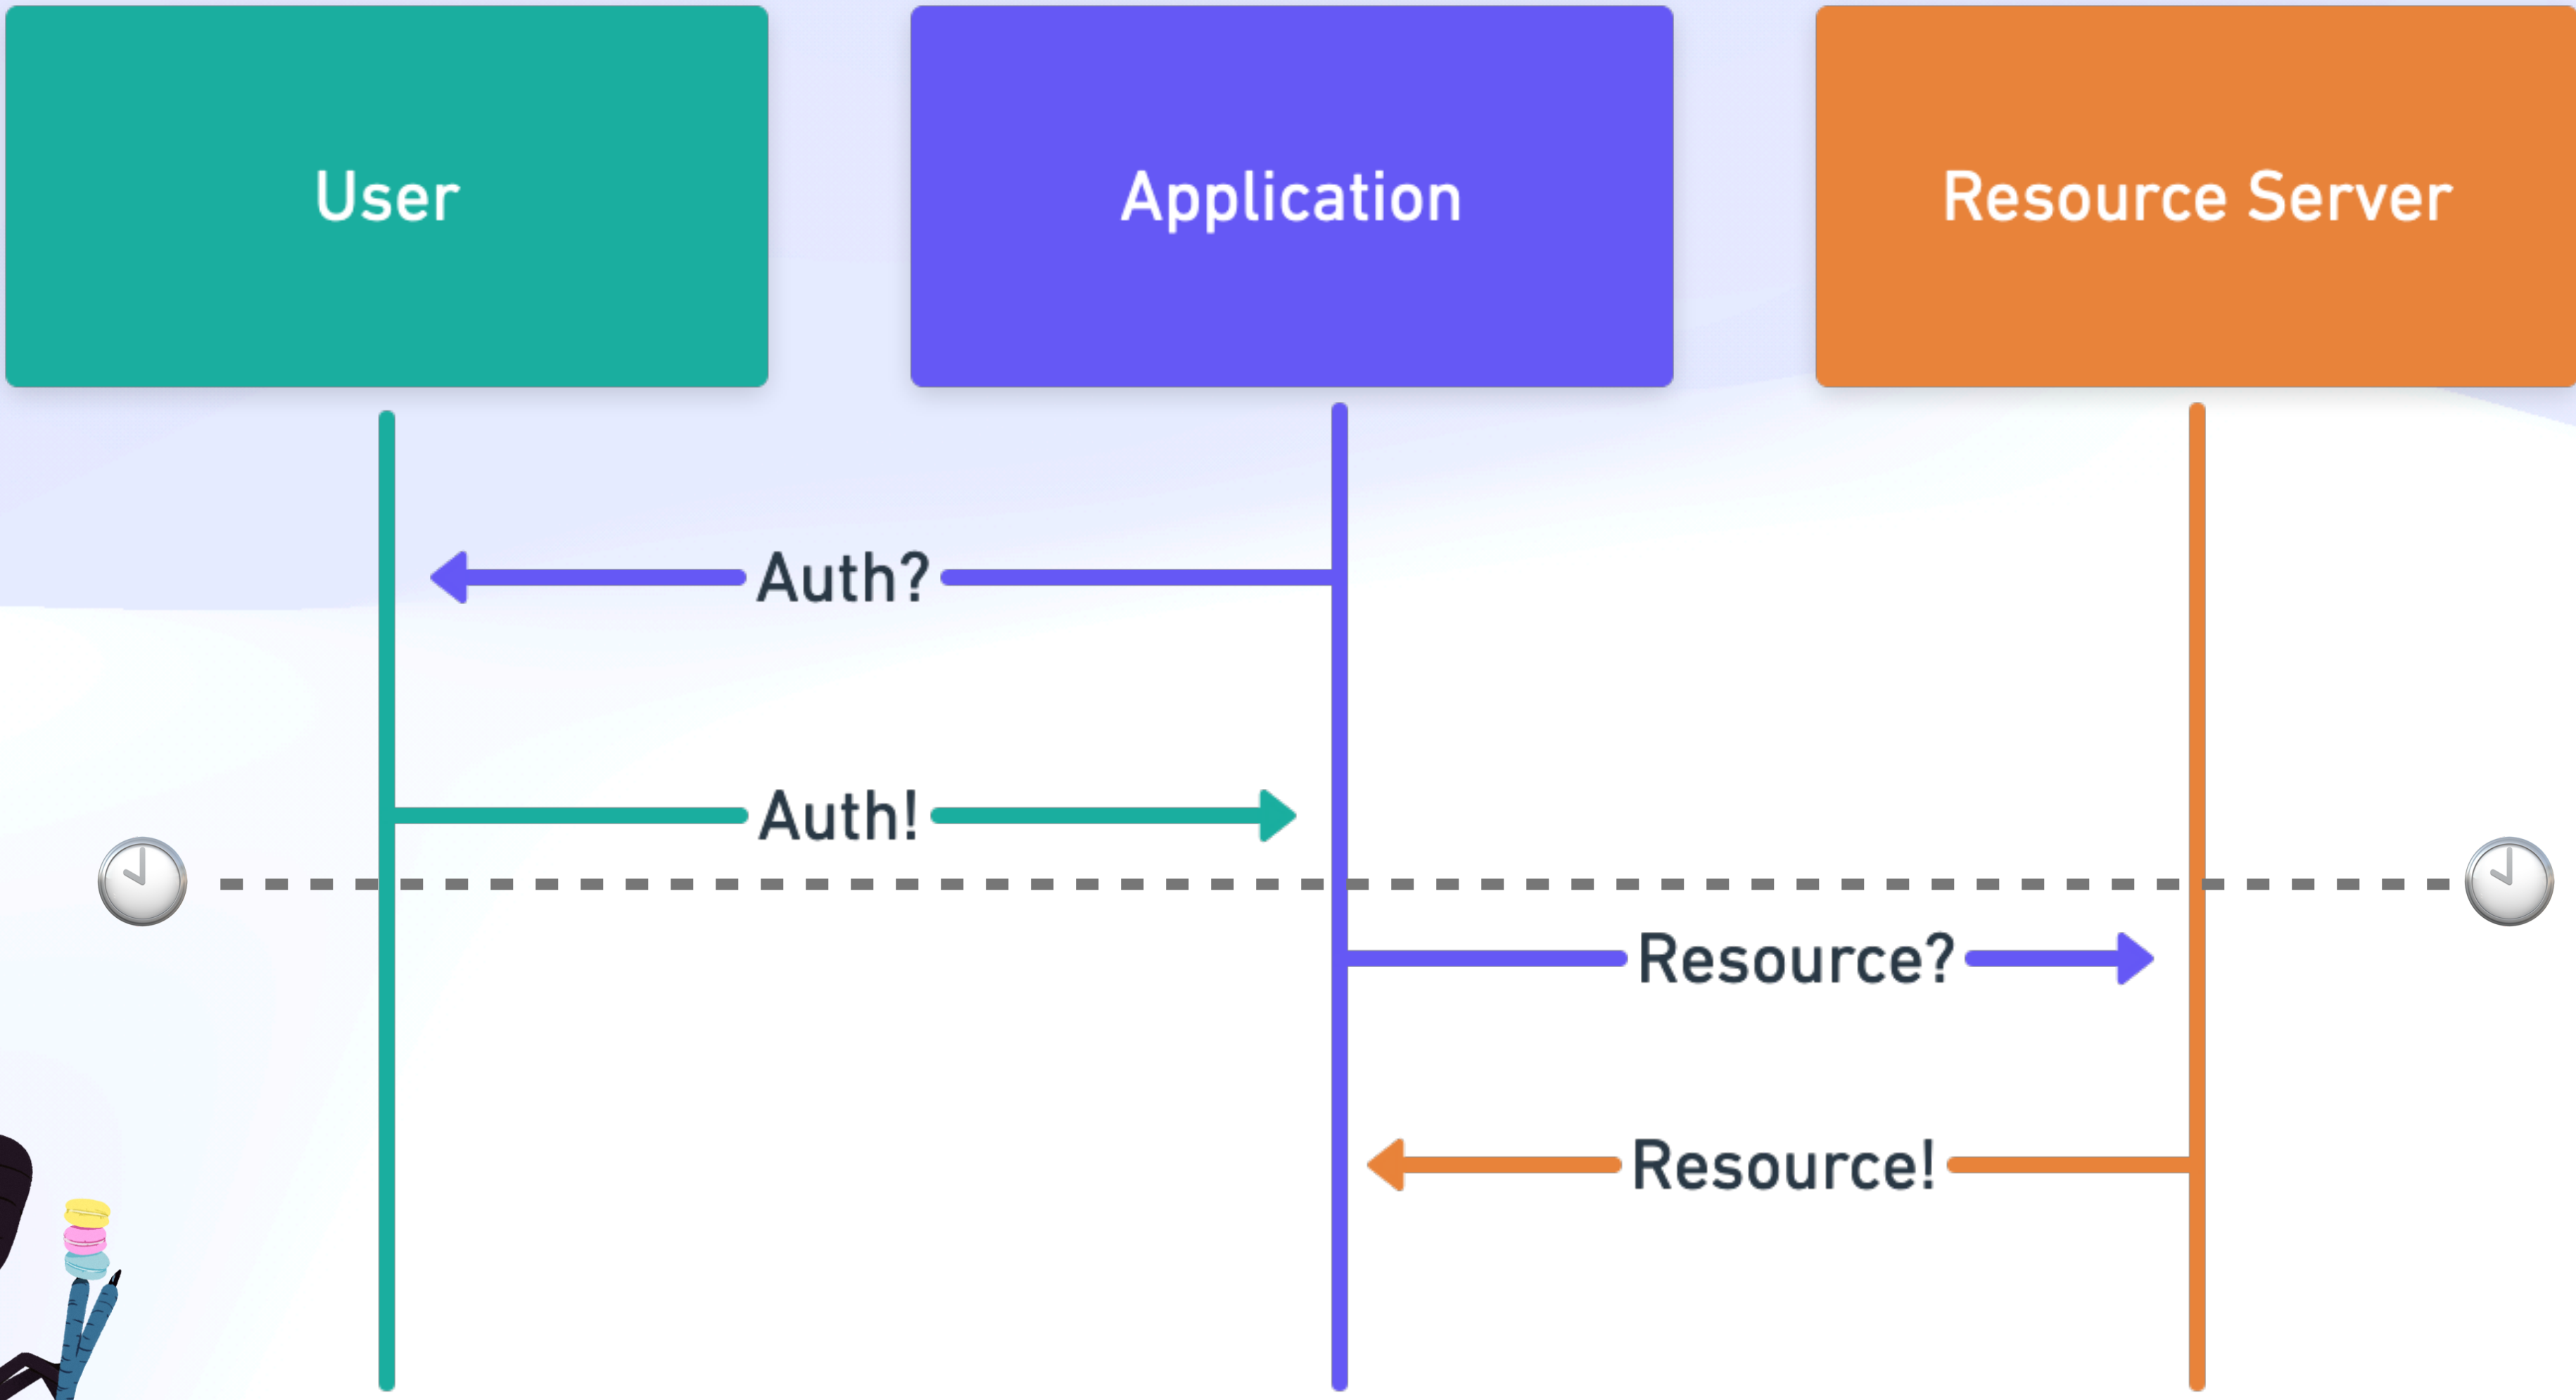 User
Application
Resource Server
Auth?
Auth!
Resource?
Resource!